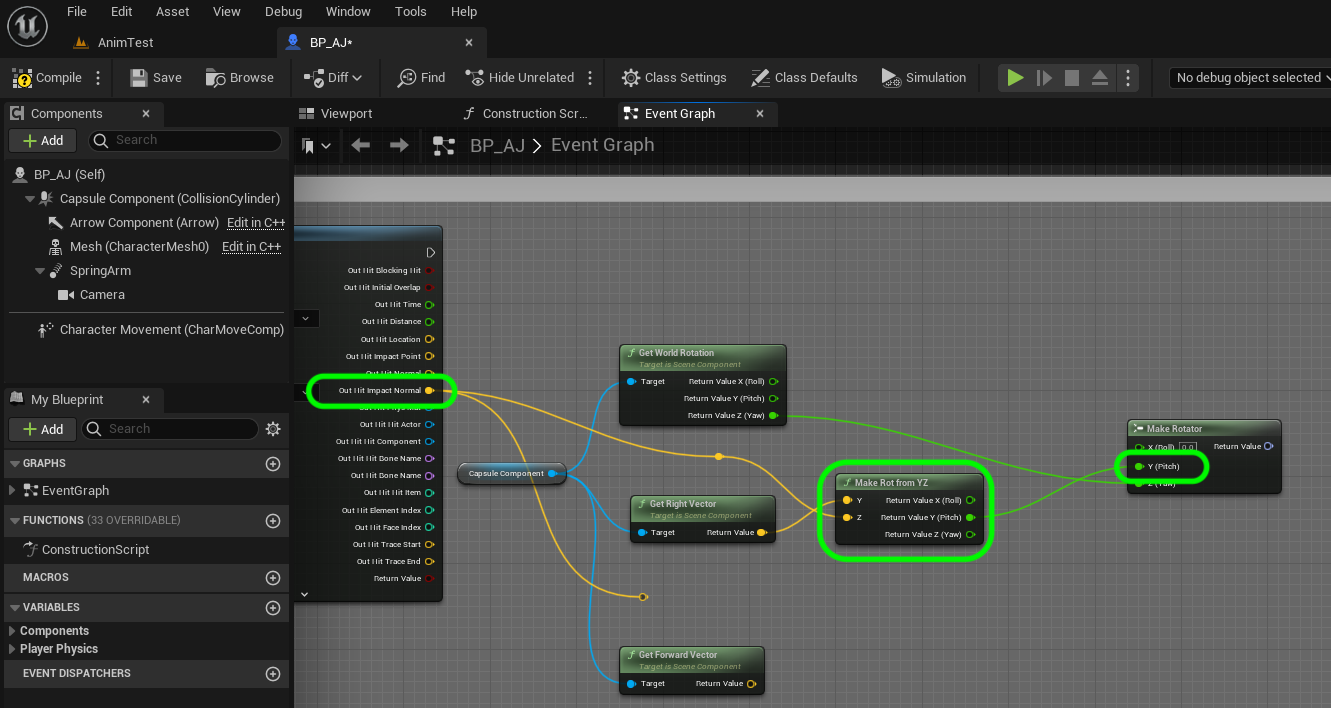 File Edit Asset View Debug Window Tools Help
AnimTest
BP_AJ*
Compile Save Browse Diff Find Hide Unrelated Class Settings Class Defaults Simulation No debug object selected
Components
Viewport
Construction Scr...
Event Graph
Add
Search
BP_AJ > Event Graph
BP_AJ (Self)
Capsule Component (CollisionCylinder)
Arrow Component (Arrow) Edit in C++
Mesh (CharacterMesh0) Edit in C++
SpringArm
Camera
Character Movement (CharMoveComp)
My Blueprint
Add
Search
GRAPHS
EventGraph
FUNCTIONS (33 OVERRIDABLE)
ConstructionScript
MACROS
VARIABLES
Components
Player Physics
EVENT DISPATCHERS
Out Hit Blocking Hit
Out Hit Initial Overlap
Out Hit Time
Out Hit Distance
Out Hit Location
Out Hit Impact Point
Out Hit Normal
Out Hit Impact Normal
Out Hit Phys Mat
Out Hit Actor
Out Hit Hit Component
Out Hit Hit Bone Name
Out Hit Bone Name
Out Hit Hit Item
Out Hit Element Index
Out Hit Face Index
Out Hit Trace Start
Out Hit Trace End
Return Value
Capsule Component
Get World Rotation
Target is Scene Component
Target Return Value X (Roll)
Return Value Y (Pitch)
Return Value Z (Yaw)
Get Right Vector
Target is Scene Component
Target Return Value
Get Forward Vector
Target is Scene Component
Target Return Value
Make Rot from YZ
Y Return Value X (Roll)
Z Return Value Y (Pitch)
Return Value Z (Yaw)
Make Rotator
X (Roll) 0.0 Return Value
Y (Pitch)
Z (Yaw)